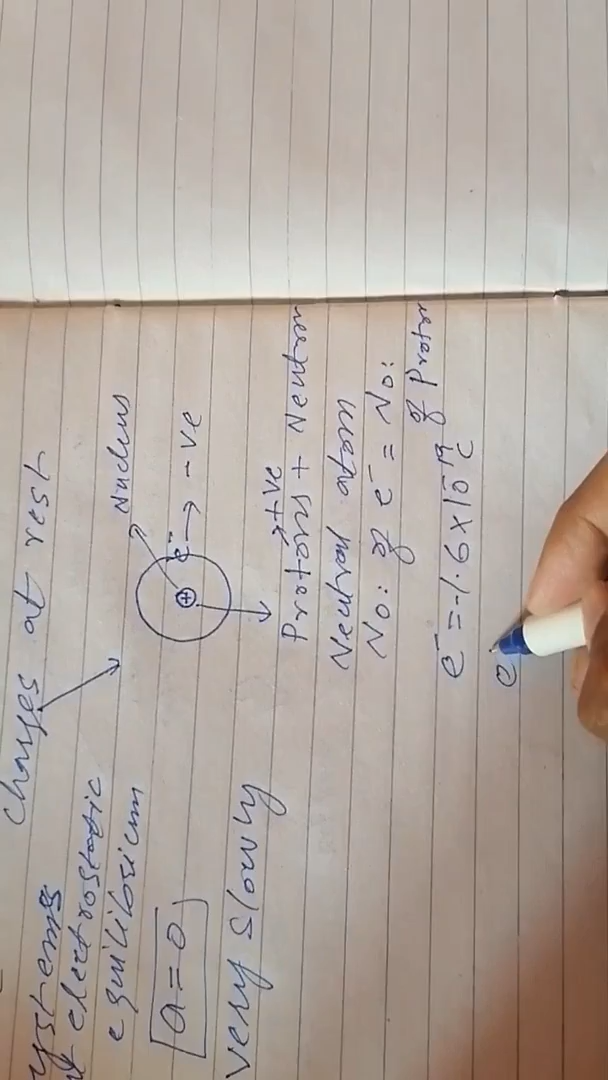 charges at rest
ystems
electrostatic
equilibrium
a=0
very slowly
Nucleus
+
e⁻ → -ve
+ve
Protons + Neutron
Neutral atom
No: of e⁻ = No:
of Proton
e⁻ = -1.6×10⁻¹⁹ C
e